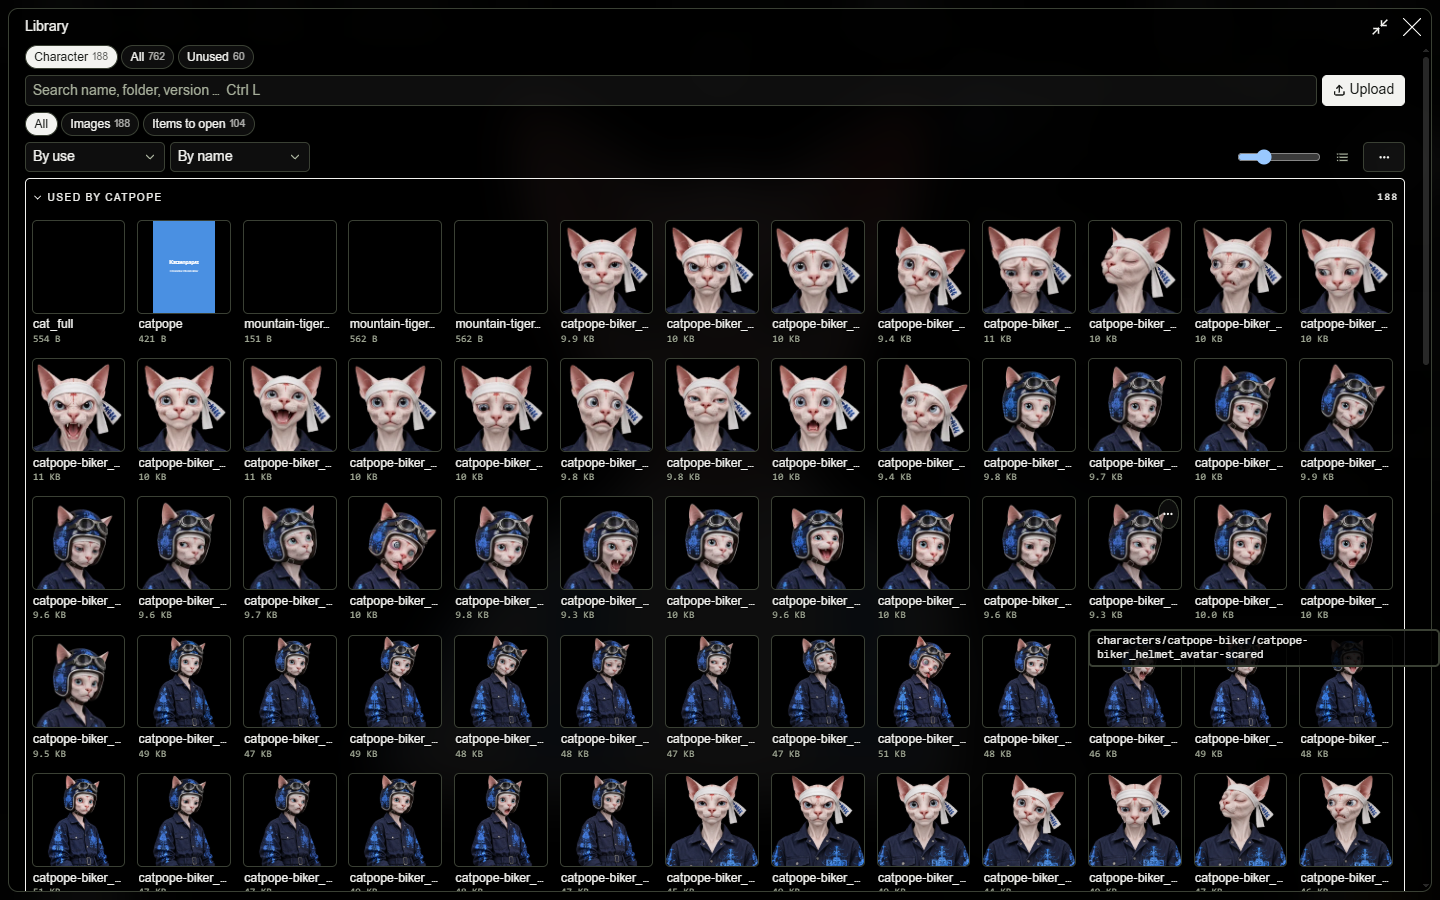 Library
Character 188
All 762
Unused 60
Search name, folder, version ... Ctrl L
Upload
All
Images 188
Items to open 104
By use
By name
USED BY CATPOPE
188
cat_full
catpope
mountain-tiger...
mountain-tiger...
mountain-tiger...
catpope-biker_...
catpope-biker_...
catpope-biker_...
catpope-biker_...
catpope-biker_...
catpope-biker_...
catpope-biker_...
catpope-biker_...
554 B
421 B
151 B
562 B
562 B
9.9 KB
10 KB
10 KB
9.4 KB
11 KB
10 KB
10 KB
10 KB
catpope-biker_...
catpope-biker_...
catpope-biker_...
catpope-biker_...
catpope-biker_...
catpope-biker_...
catpope-biker_...
catpope-biker_...
catpope-biker_...
catpope-biker_...
catpope-biker_...
catpope-biker_...
catpope-biker_...
11 KB
10 KB
11 KB
10 KB
10 KB
9.8 KB
9.8 KB
10 KB
9.4 KB
9.8 KB
9.7 KB
10 KB
9.9 KB
catpope-biker_...
catpope-biker_...
catpope-biker_...
catpope-biker_...
catpope-biker_...
catpope-biker_...
catpope-biker_...
catpope-biker_...
catpope-biker_...
catpope-biker_...
catpope-biker_...
catpope-biker_...
catpope-biker_...
9.6 KB
9.6 KB
9.7 KB
10 KB
9.8 KB
9.3 KB
10 KB
9.6 KB
10 KB
9.6 KB
9.3 KB
10.0 KB
10 KB
characters/catpope-biker/catpope-
biker_helmet_avatar-scared
catpope-biker_...
catpope-biker_...
catpope-biker_...
catpope-biker_...
catpope-biker_...
catpope-biker_...
catpope-biker_...
catpope-biker_...
catpope-biker_...
catpope-biker_...
catpope-biker_...
catpope-biker_...
catpope-biker_...
9.5 KB
49 KB
47 KB
49 KB
48 KB
48 KB
47 KB
47 KB
51 KB
48 KB
46 KB
49 KB
48 KB
catpope-biker_...
catpope-biker_...
catpope-biker_...
catpope-biker_...
catpope-biker_...
catpope-biker_...
catpope-biker_...
catpope-biker_...
catpope-biker_...
catpope-biker_...
catpope-biker_...
catpope-biker_...
catpope-biker_...